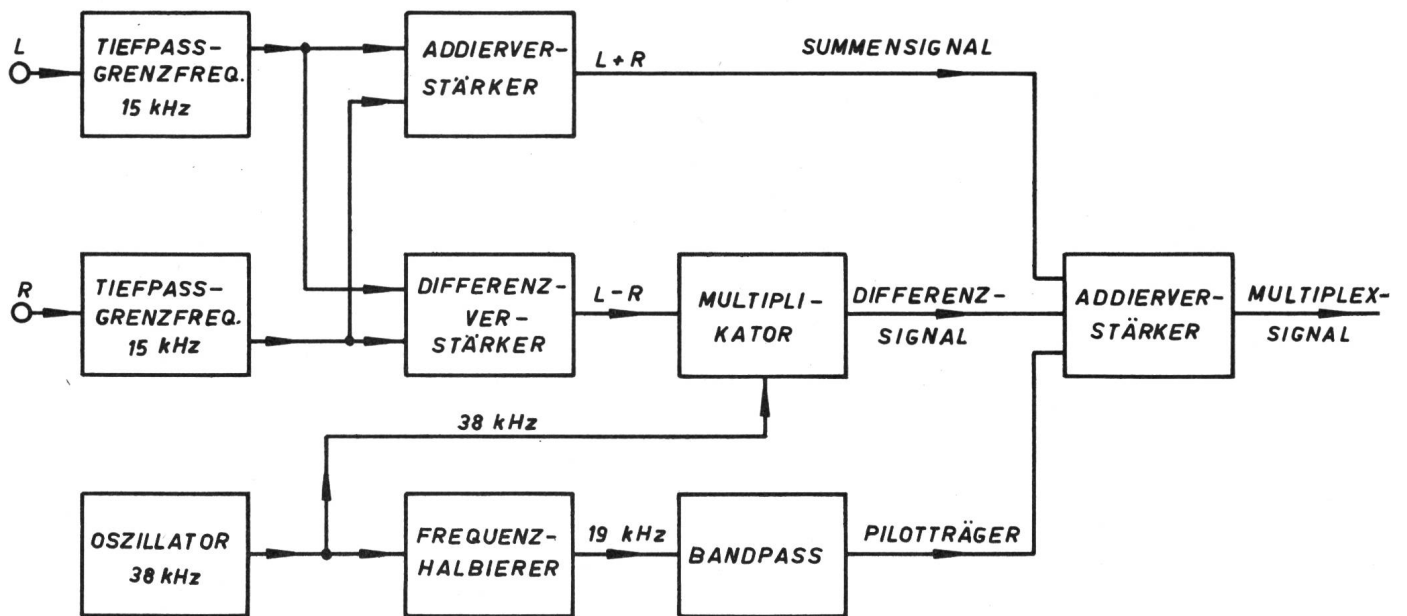 L
TIEFPASS-
GRENZFREQ.
15 kHz
ADDIERVER-
STÄRKER
L+R
SUMMENSIGNAL
R
TIEFPASS-
GRENZFREQ.
15 kHz
DIFFERENZ-
VER-
STÄRKER
L-R
MULTIPLI-
KATOR
DIFFERENZ-
SIGNAL
ADDIERVER-
STÄRKER
MULTIPLEX-
SIGNAL
38 kHz
OSZILLATOR
38 kHz
FREQUENZ-
HALBIERER
19 kHz
BANDPASS
PILOTTRÄGER